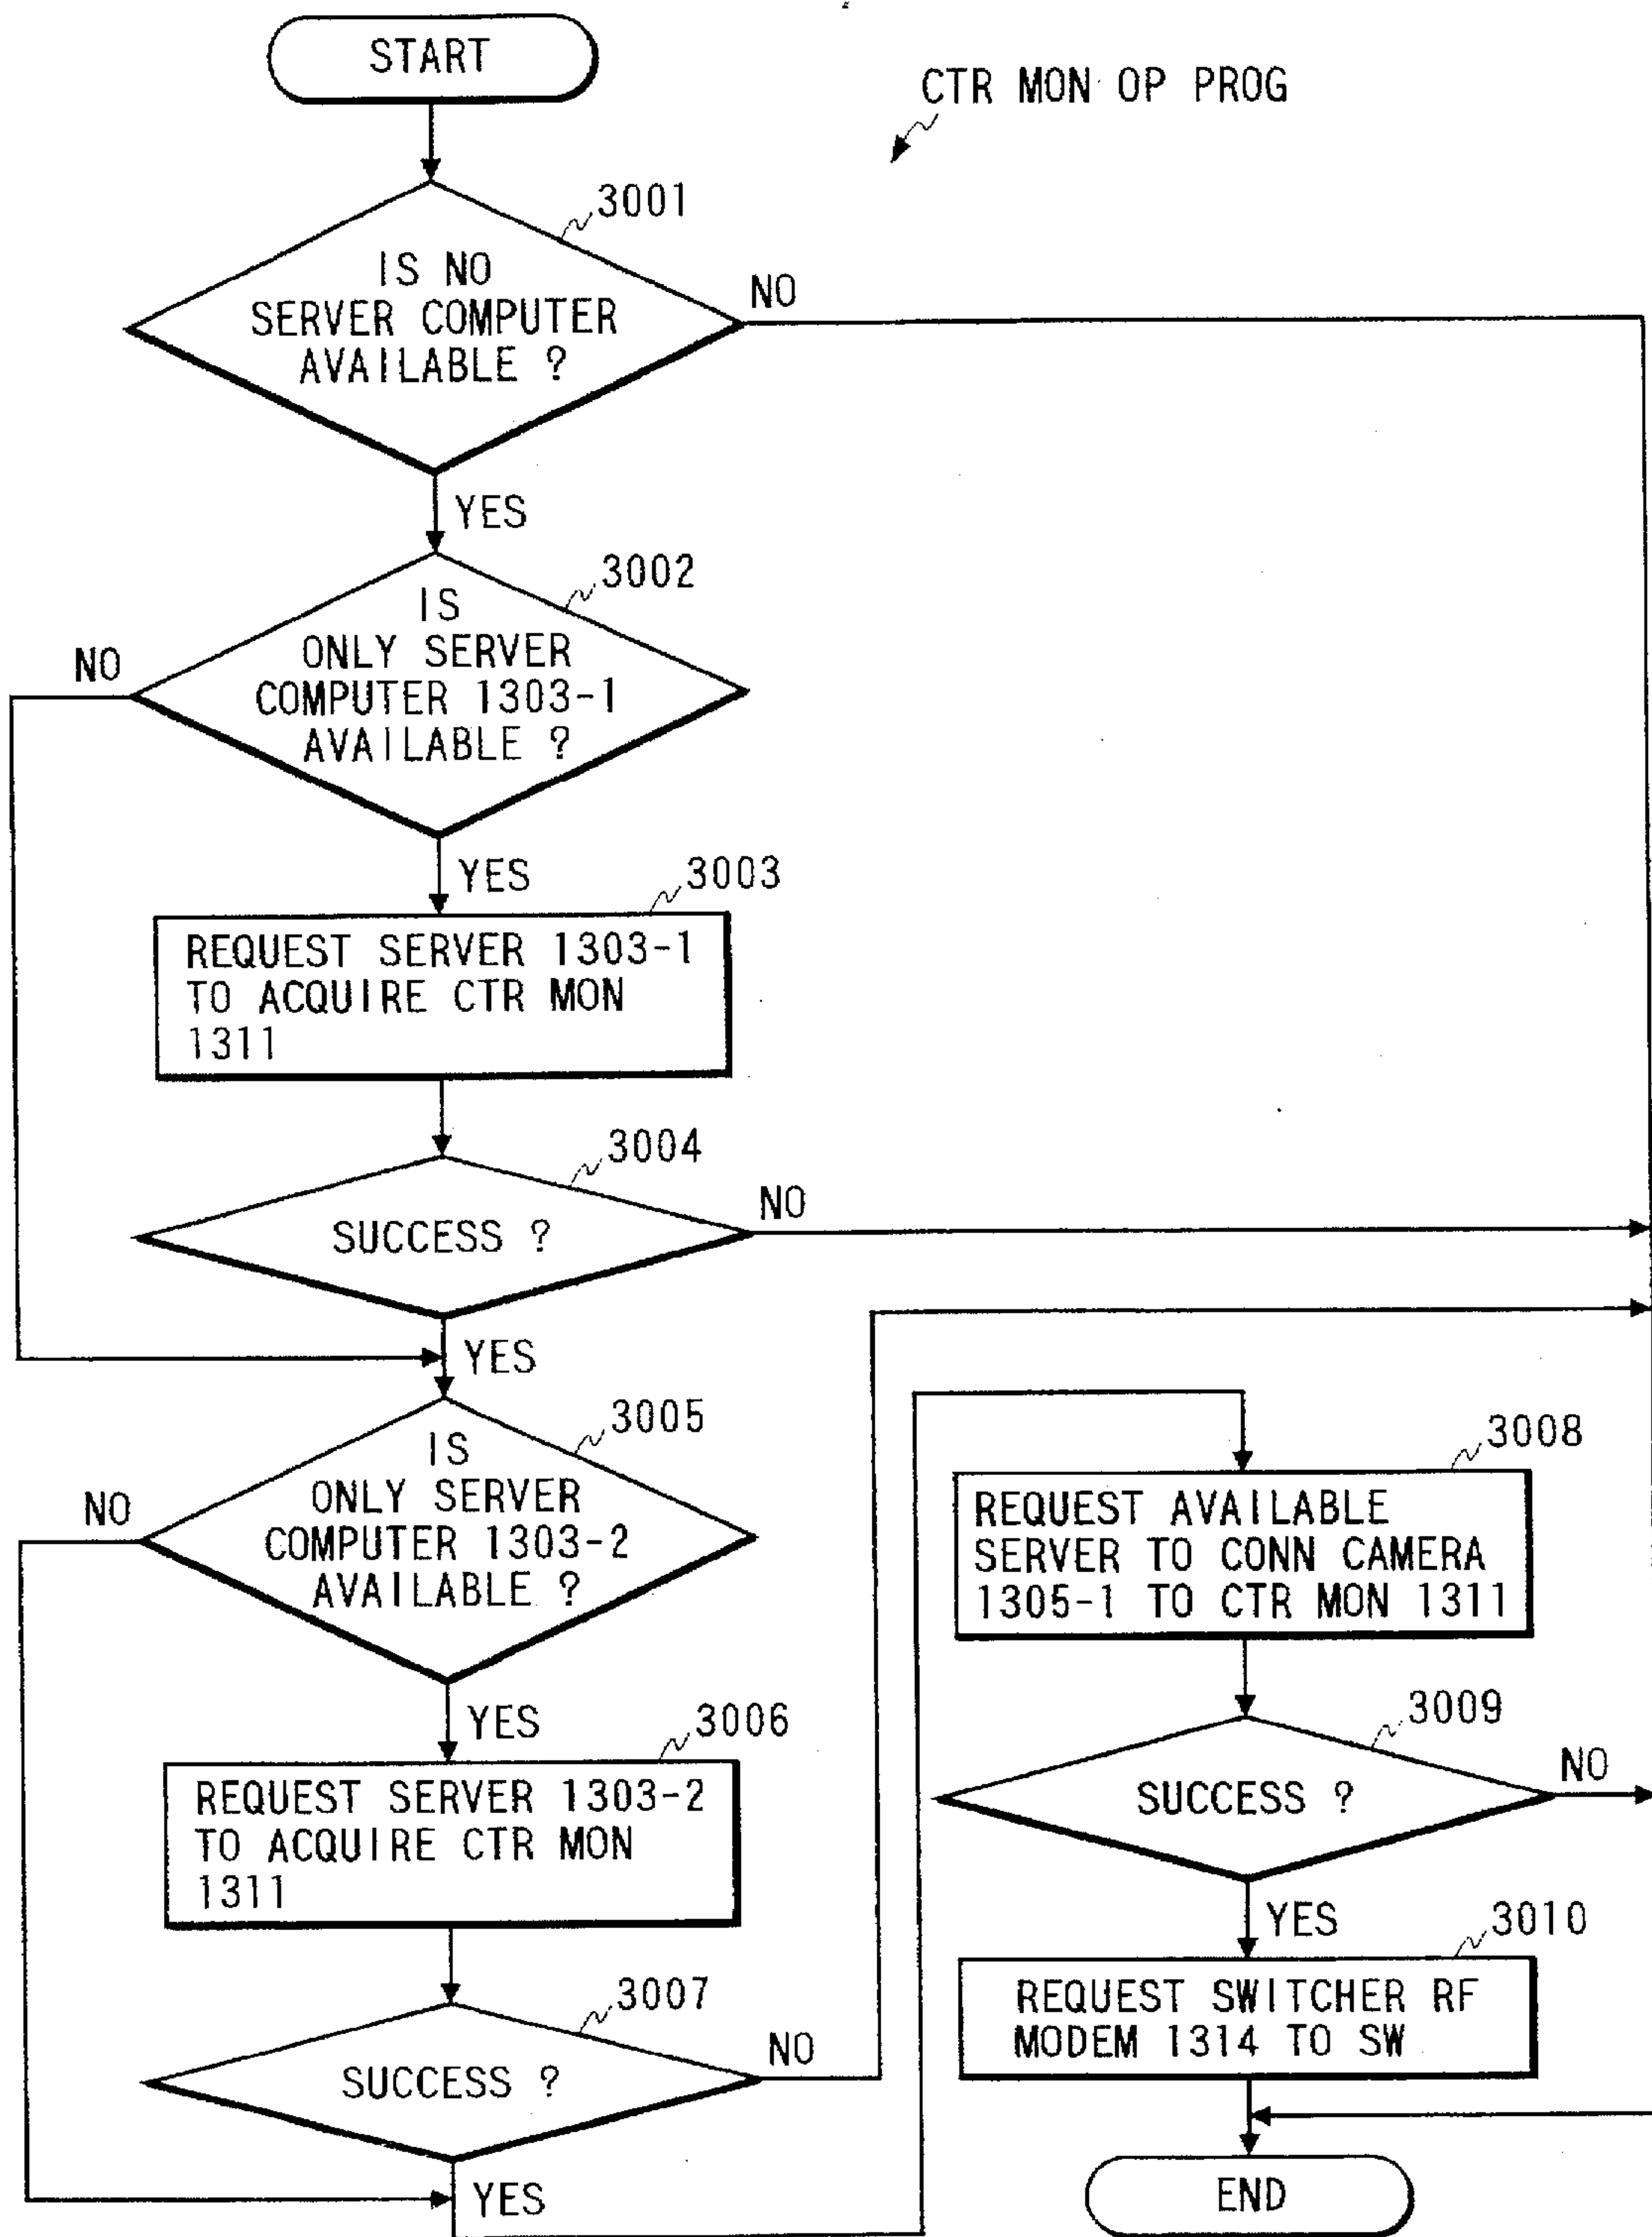 START
CTR MON OP PROG
3001
IS NO
SERVER COMPUTER
AVAILABLE ?
NO
YES
3002
IS
ONLY SERVER
COMPUTER 1303-1
AVAILABLE ?
NO
YES
3003
REQUEST SERVER 1303-1
TO ACQUIRE CTR MON
1311
3004
SUCCESS ?
NO
YES
3005
IS
ONLY SERVER
COMPUTER 1303-2
AVAILABLE ?
NO
YES
3006
REQUEST SERVER 1303-2
TO ACQUIRE CTR MON
1311
3007
SUCCESS ?
NO
YES
3008
REQUEST AVAILABLE
SERVER TO CONN CAMERA
1305-1 TO CTR MON 1311
3009
SUCCESS ?
NO
YES
3010
REQUEST SWITCHER RF
MODEM 1314 TO SW
END